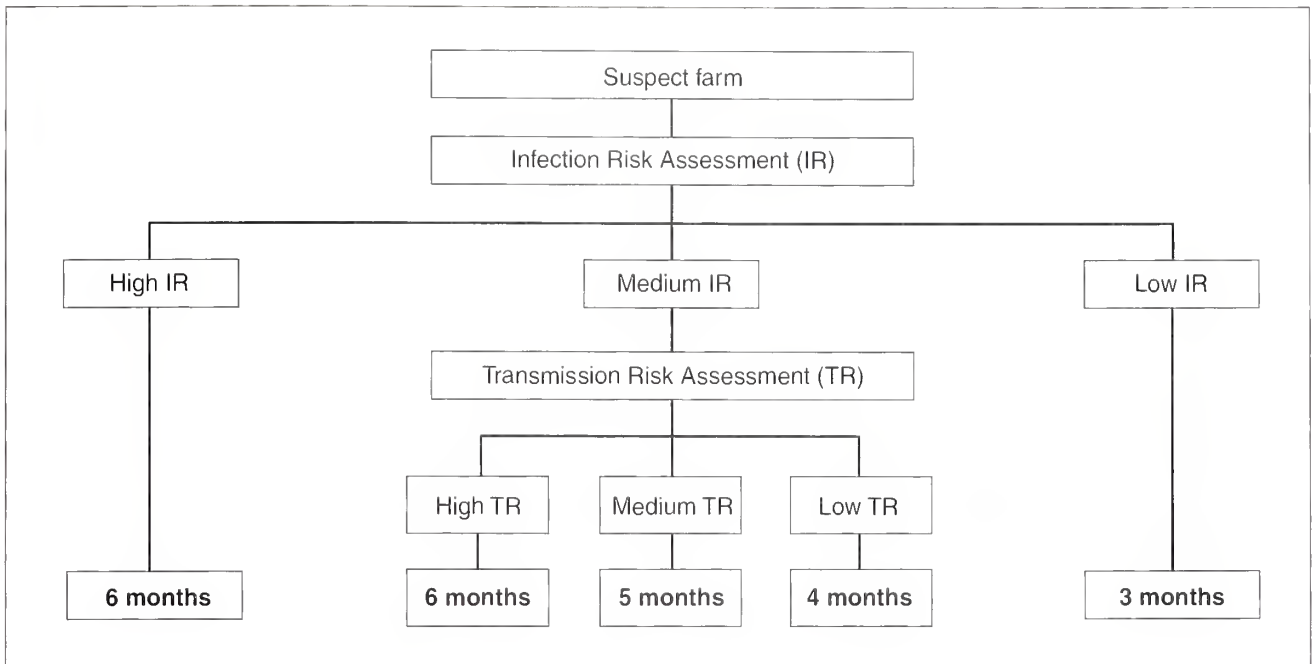 Suspect farm
Infection Risk Assessment (IR)
High IR
Medium IR
Low IR
Transmission Risk Assessment (TR)
High TR
Medium TR
Low TR
6 months
6 months
5 months
4 months
3 months